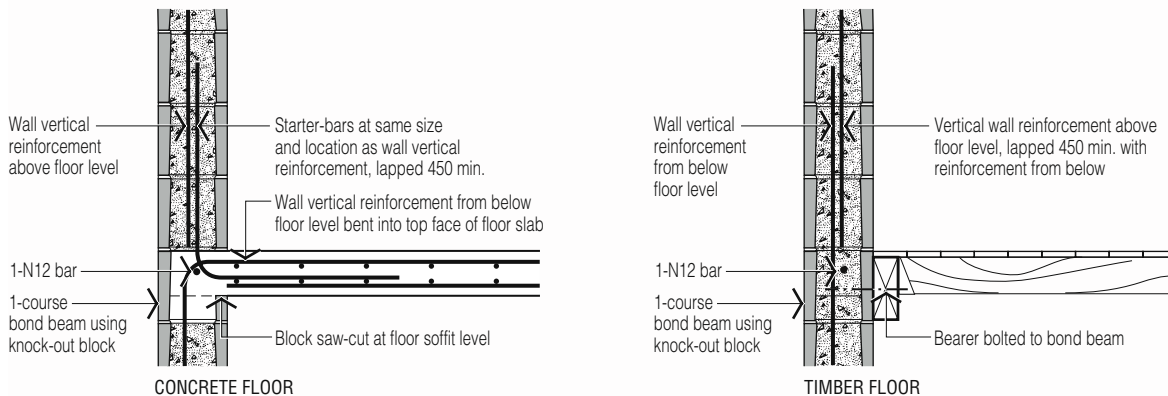 Wall vertical
reinforcement
above floor level
Starter-bars at same size
and location as wall vertical
reinforcement, lapped 450 min.
Wall vertical reinforcement from below
floor level bent into top face of floor slab
1-N12 bar
1-course
bond beam using
knock-out block
Block saw-cut at floor soffit level
CONCRETE FLOOR
Wall vertical
reinforcement
from below
floor level
Vertical wall reinforcement above
floor level, lapped 450 min. with
reinforcement from below
1-N12 bar
1-course
bond beam using
knock-out block
Bearer bolted to bond beam
TIMBER FLOOR